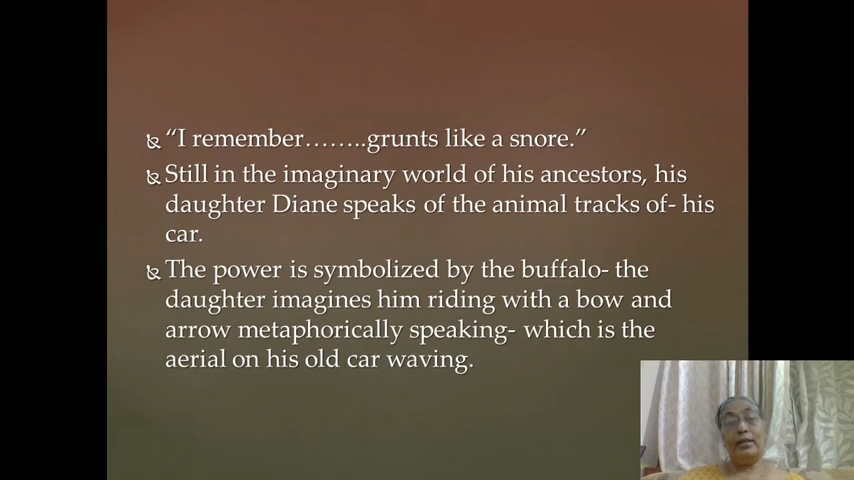 “I remember……..grunts like a snore.”
Still in the imaginary world of his ancestors, his
daughter Diane speaks of the animal tracks of- his
car.
The power is symbolized by the buffalo- the
daughter imagines him riding with a bow and
arrow metaphorically speaking- which is the
aerial on his old car waving.